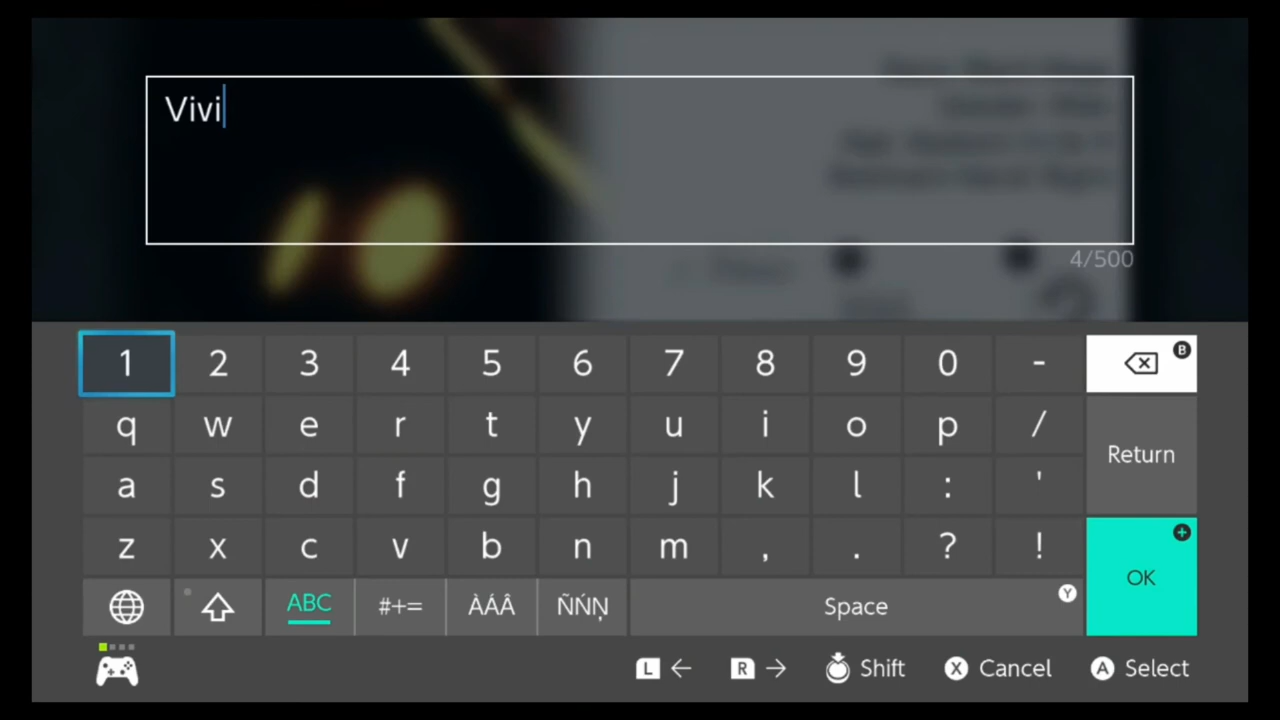 Vivi
4/500
1 2 3 4 5 6 7 8 9 0 - B
q w e r t y u i o p /
Return
a s d f g h j k l : '
z x c v b n m , . ? ! +
OK
ABC #+= ÀÁÂ ÑŃŅ Space Y
L ← R → Shift X Cancel A Select